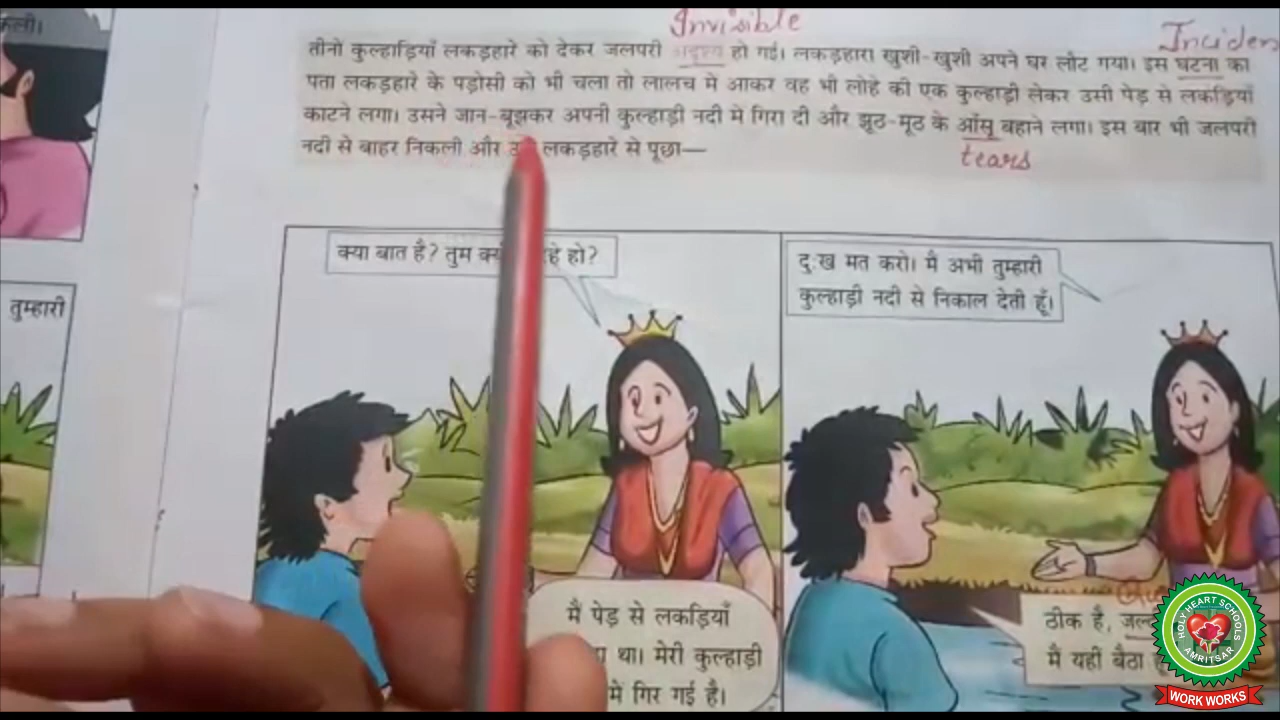 कली।
Invisible
Inciden
तीनों कुल्हाड़ियाँ लकड़हारे को देकर जलपरी अदृश्य हो गई। लकड़हारा खुशी-खुशी अपने घर लौट गया। इस घटना का
पता लकड़हारे के पड़ोसी को भी चला तो लालच में आकर वह भी लोहे की एक कुल्हाड़ी लेकर उसी पेड़ से लकड़ियाँ
काटने लगा। उसने जान-बूझकर अपनी कुल्हाड़ी नदी में गिरा दी और झूठ-मूठ के आँसू बहाने लगा। इस बार भी जलपरी
नदी से बाहर निकली और लकड़हारे से पूछा—
tears
क्या बात है? तुम हो?
दुःख मत करो। मैं अभी तुम्हारी
कुल्हाड़ी नदी से निकाल देती हूँ।
तुम्हारी
मैं पेड़ से लकड़ियाँ
था। मेरी कुल्हाड़ी
में गिर गई है।
ठीक है,
मैं यहीं बैठा
HOLY HEART SCHOOLS
AMRITSAR
WORK WORKS